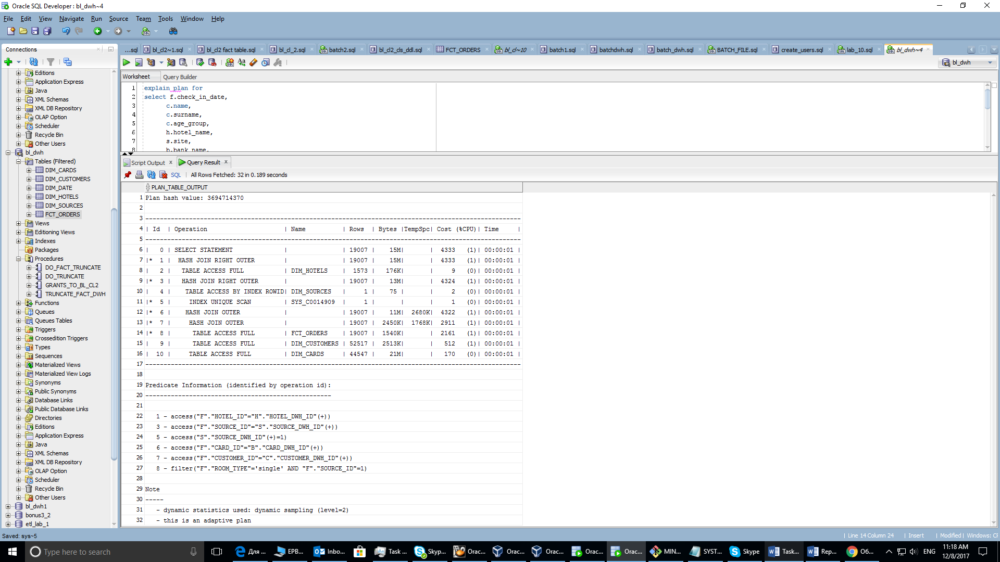 Oracle SQL Developer : bl_dwh~4
File Edit View Navigate Run Source Team Tools Window Help
Connections
...sql bl_cl2~1.sql bl_cl2 fact table.sql bl_cl_2.sql batch2.sql bl_cl2_cls_ddl.sql FCT_ORDERS bl_cl~10 batch1.sql batchdwh.sql batch_dwh.sql BATCH_FILE.sql create_users.sql lab_10.sql bl_dwh~4
bl_dwh
Editions
Application Express
Java
XML Schemas
XML DB Repository
OLAP Option
Scheduler
Recycle Bin
Other Users
bl_dwh
Tables (Filtered)
DIM_CARDS
DIM_CUSTOMERS
DIM_DATE
DIM_HOTELS
DIM_SOURCES
FCT_ORDERS
Views
Editioning Views
Indexes
Packages
Procedures
DO_FACT_TRUNCATE
DO_TRUNCATE
GRANTS_TO_BL_CL2
TRUNCATE_FACT_DWH
Functions
Queues
Queues Tables
Triggers
Crossedition Triggers
Types
Sequences
Materialized Views
Materialized View Logs
Synonyms
Public Synonyms
Database Links
Public Database Links
Directories
Editions
Application Express
Java
XML Schemas
XML DB Repository
OLAP Option
Scheduler
Recycle Bin
Other Users
bl_dwh1
bonus3_2
etl_lab_1
Worksheet Query Builder
1 explain plan for
2 select f.check_in_date,
3 c.name,
4 c.surname,
5 c.age_group,
6 h.hotel_name,
7 s.site,
8 b.bank_name,
Script Output x Query Result x
SQL | All Rows Fetched: 32 in 0.189 seconds
PLAN_TABLE_OUTPUT
1 Plan hash value: 3694714370
2
3 -------------------------------------------------------------------------------------------------------
4 | Id | Operation | Name | Rows | Bytes |TempSpc| Cost (%CPU)| Time |
5 -------------------------------------------------------------------------------------------------------
6 | 0 | SELECT STATEMENT | | 19007 | 15M| | 4333 (1)| 00:00:01 |
7 |* 1 | HASH JOIN RIGHT OUTER | | 19007 | 15M| | 4333 (1)| 00:00:01 |
8 | 2 | TABLE ACCESS FULL | DIM_HOTELS | 1573 | 176K| | 9 (0)| 00:00:01 |
9 |* 3 | HASH JOIN RIGHT OUTER | | 19007 | 13M| | 4324 (1)| 00:00:01 |
10 | 4 | TABLE ACCESS BY INDEX ROWID| DIM_SOURCES | 1 | 75 | | 2 (0)| 00:00:01 |
11 |* 5 | INDEX UNIQUE SCAN | SYS_C0014909 | 1 | | | 1 (0)| 00:00:01 |
12 |* 6 | HASH JOIN OUTER | | 19007 | 11M| 2680K| 4322 (1)| 00:00:01 |
13 |* 7 | HASH JOIN OUTER | | 19007 | 2450K| 1768K| 2911 (1)| 00:00:01 |
14 |* 8 | TABLE ACCESS FULL | FCT_ORDERS | 19007 | 1540K| | 2161 (1)| 00:00:01 |
15 | 9 | TABLE ACCESS FULL | DIM_CUSTOMERS | 52517 | 2513K| | 512 (1)| 00:00:01 |
16 | 10 | TABLE ACCESS FULL | DIM_CARDS | 44547 | 21M| | 170 (0)| 00:00:01 |
17 -------------------------------------------------------------------------------------------------------
18
19 Predicate Information (identified by operation id):
20 ---------------------------------------------------
21
22 1 - access("F"."HOTEL_ID"="H"."HOTEL_DWH_ID"(+))
23 3 - access("F"."SOURCE_ID"="S"."SOURCE_DWH_ID"(+))
24 5 - access("S"."SOURCE_DWH_ID"(+)=1)
25 6 - access("F"."CARD_ID"="B"."CARD_DWH_ID"(+))
26 7 - access("F"."CUSTOMER_ID"="C"."CUSTOMER_DWH_ID"(+))
27 8 - filter("F"."ROOM_TYPE"='single' AND "F"."SOURCE_ID"=1)
28
29 Note
30 -----
31 - dynamic statistics used: dynamic sampling (level=2)
32 - this is an adaptive plan
Saved: sys~5
| Line 14 Column 24 | Insert | Modified | Windows: CF
Type here to search Для ... EPB... Inbo... Task ... Skyp... Orac... Orac... Orac... Orac... Orac... MIN... SYST... Skype Task... Rep... Об... ENG
11:18 AM
12/8/2017